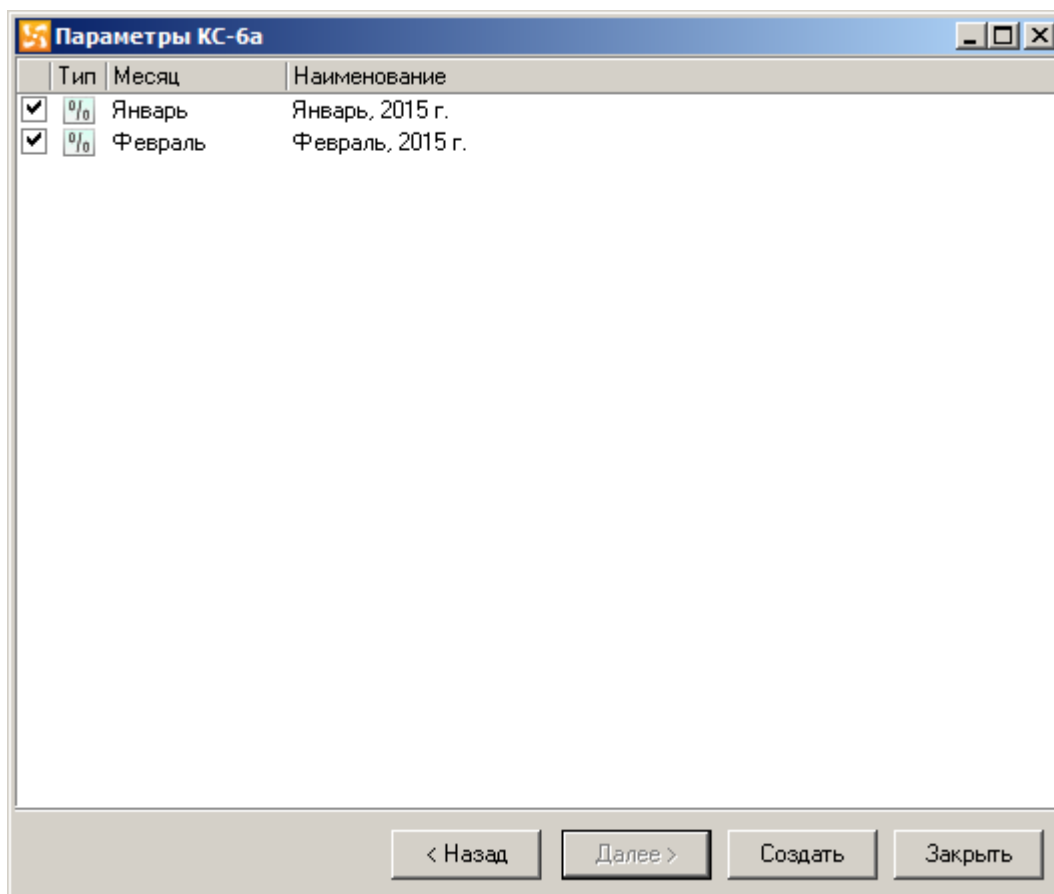 Параметры КС-6а
Тип Месяц Наименование
% Январь Январь, 2015 г.
% Февраль Февраль, 2015 г.
< Назад Далее > Создать Закрыть